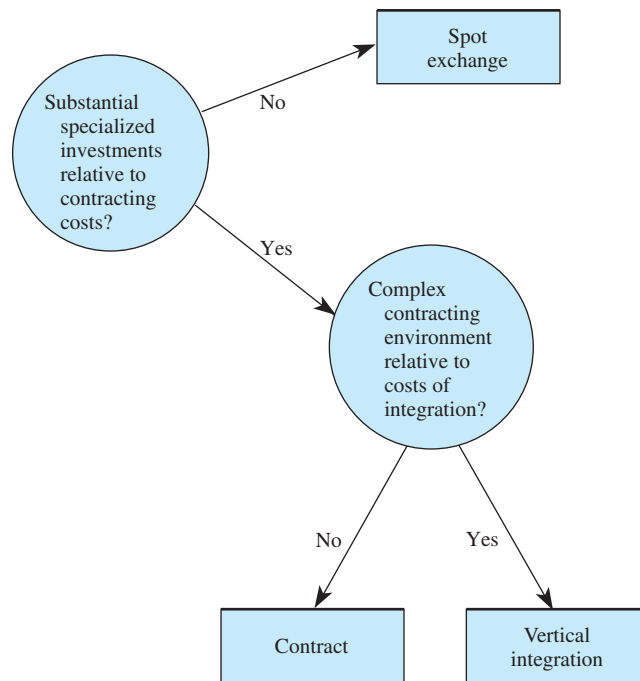 Spot
exchange
Substantial
specialized
investments
relative to
contracting
costs?
No
Yes
Complex
contracting
environment
relative to
costs of
integration?
No
Yes
Contract
Vertical
integration